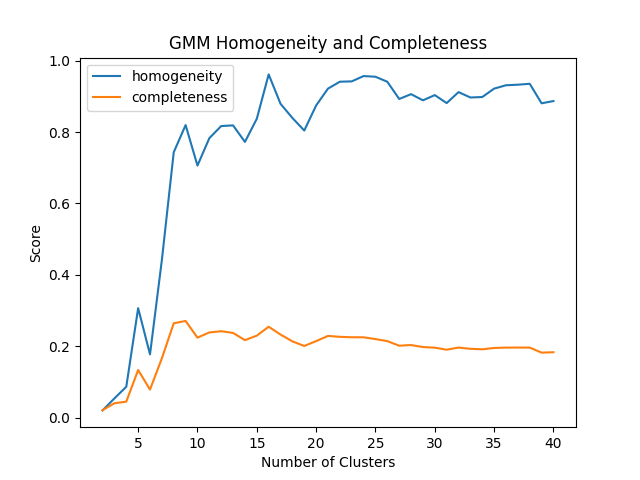 GMM Homogeneity and Completeness
homogeneity
completeness
1.0
0.8
0.6
0.4
0.2
0.0
Score
5 10 15 20 25 30 35 40
Number of Clusters